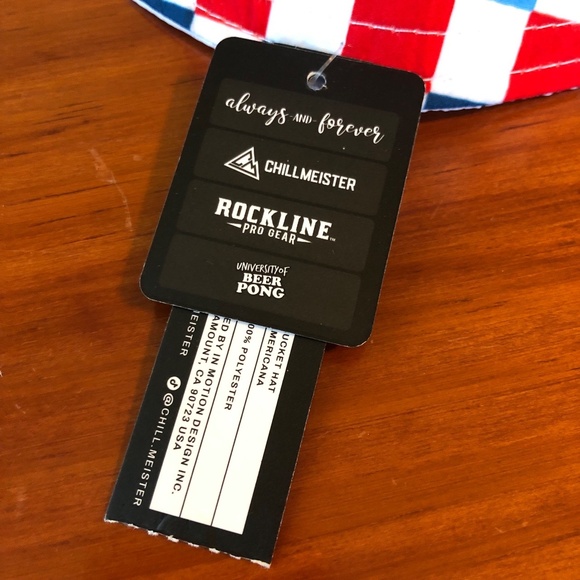 always AND forever
CHILLMEISTER
ROCKLINE™
PRO GEAR
UNIVERSITY OF
BEER
PONG
UCKET HAT
MERICANA
00% POLYESTER
ED BY IN MOTION DESIGN INC.
AMOUNT, CA 90723 USA
MEISTER
@CHILL.MEISTER